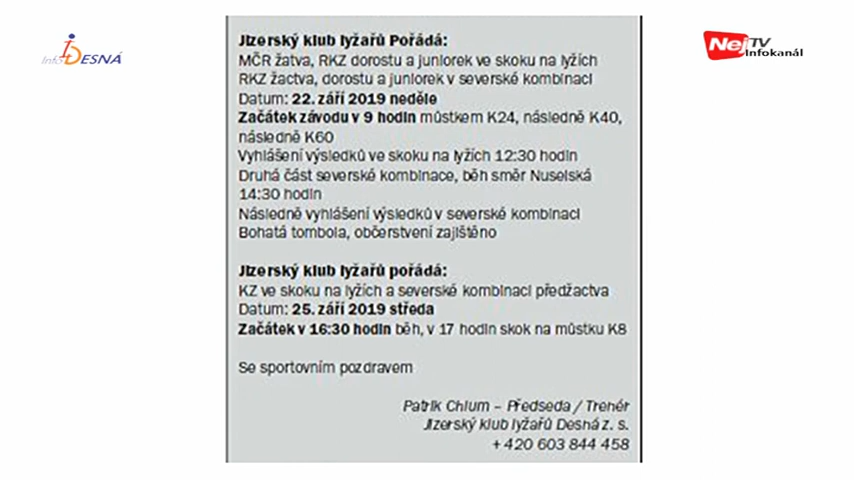 Info DESNÁ
NejTV
Infokanál
Jizerský klub lyžařů Pořádá:
MČR žatva, RKZ dorostu a juniorek ve skoku na lyžích
RKZ žactva, dorostu a juniorek v severské kombinaci
Datum: 22. září 2019 neděle
Začátek závodu v 9 hodin můstkem K24, následně K40,
následně K60
Vyhlášení výsledků ve skoku na lyžích 12:30 hodin
Druhá část severské kombinace, běh směr Nuselská
14:30 hodin
Následně vyhlášení výsledků v severské kombinaci
Bohatá tombola, občerstvení zajištěno
Jizerský klub lyžařů pořádá:
KZ ve skoku na lyžích a severské kombinaci předžactva
Datum: 25. září 2019 středa
Začátek v 16:30 hodin běh, v 17 hodin skok na můstku K8
Se sportovním pozdravem
Patrik Chlum – Předseda / Trenér
Jizerský klub lyžařů Desná z. s.
+ 420 603 844 458